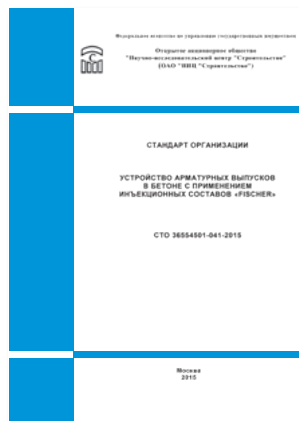 Федеральное агентство по управлению государственным имуществом
Открытое акционерное общество
"Научно-исследовательский центр "Строительство"
(ОАО "НИЦ "Строительство")
СТАНДАРТ ОРГАНИЗАЦИИ
УСТРОЙСТВО АРМАТУРНЫХ ВЫПУСКОВ
В БЕТОНЕ С ПРИМЕНЕНИЕМ
ИНЪЕКЦИОННЫХ СОСТАВОВ «FISCHER»
СТО 36554501-041-2015
Москва
2015